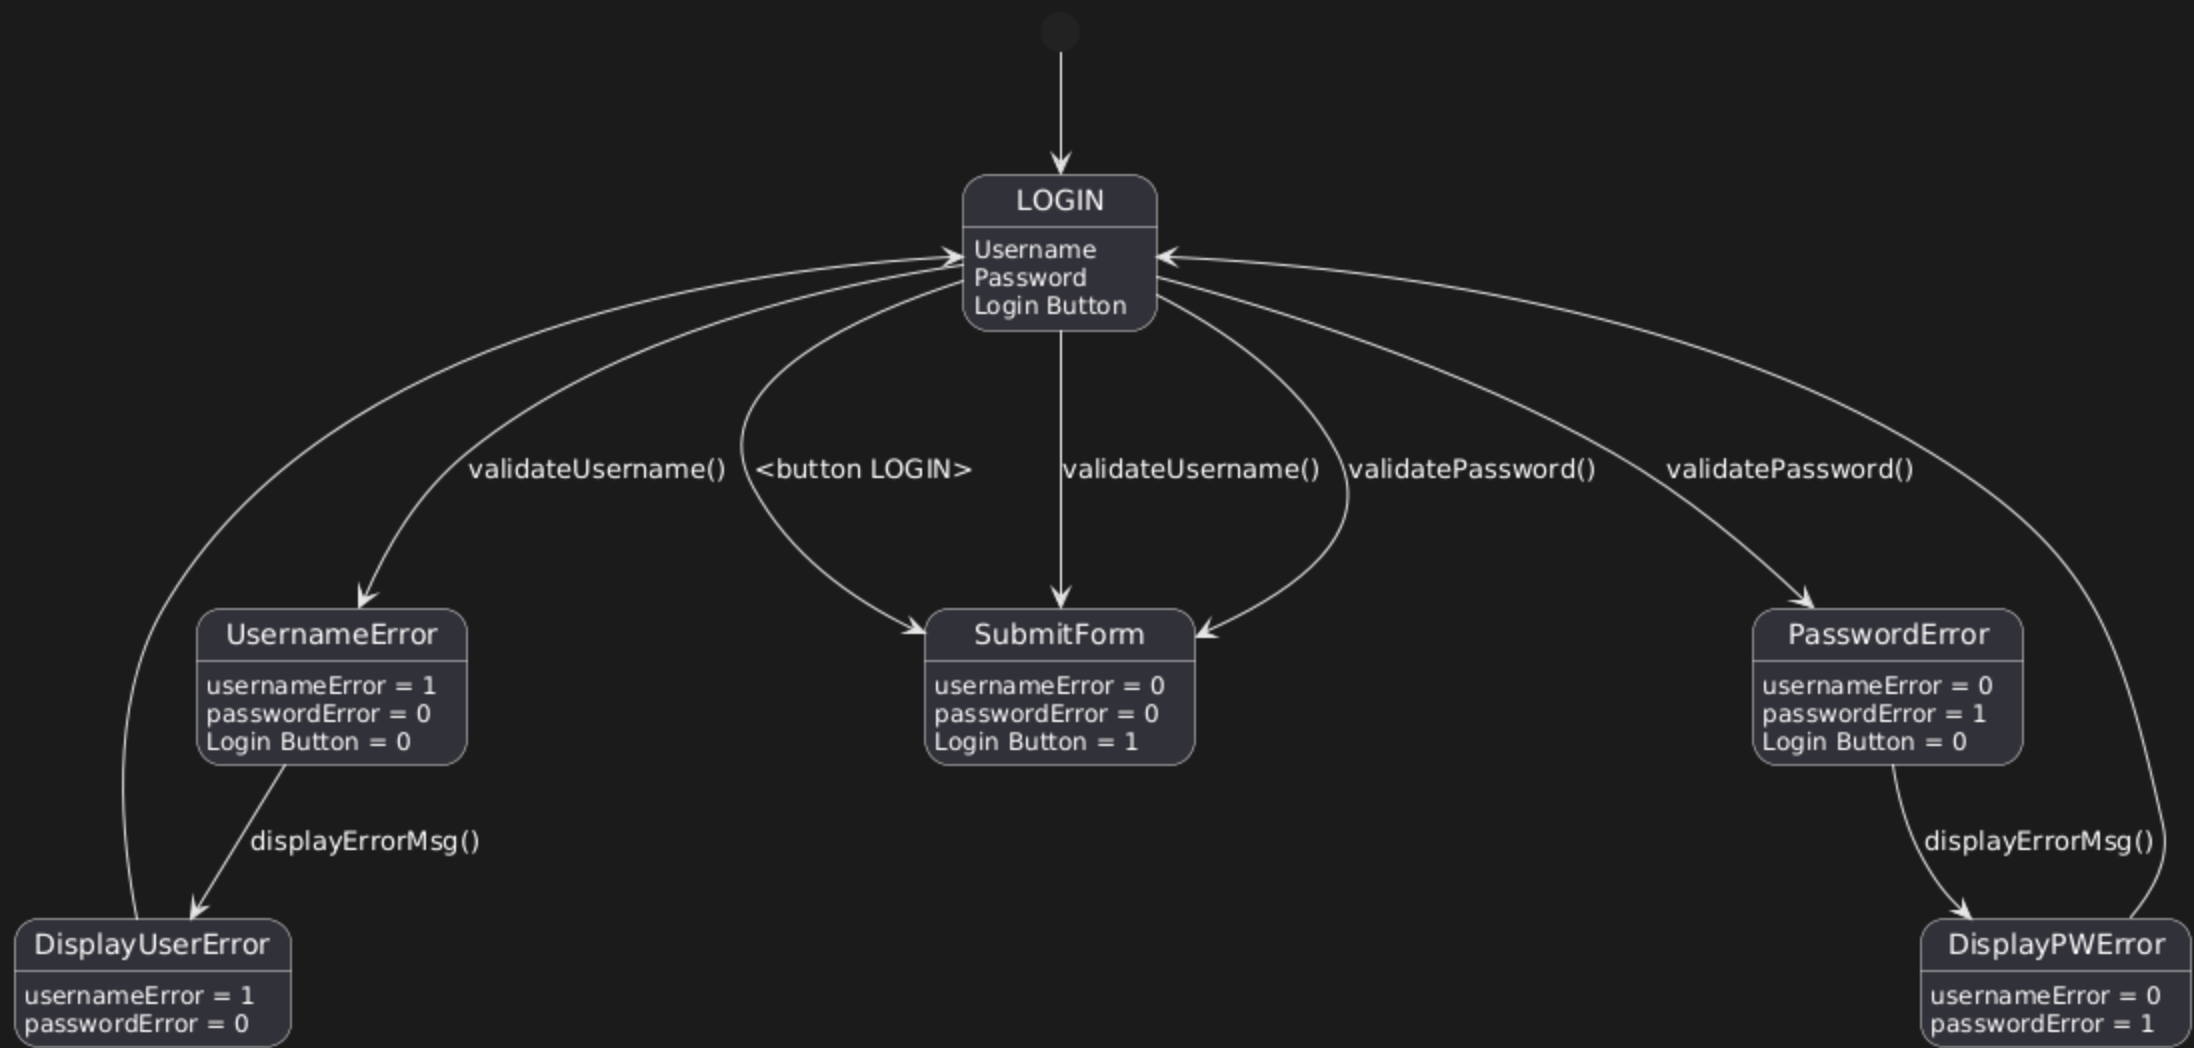 LOGIN
Username
Password
Login Button
validateUsername()
<button LOGIN>
validateUsername()
validatePassword()
validatePassword()
UsernameError
usernameError = 1
passwordError = 0
Login Button = 0
SubmitForm
usernameError = 0
passwordError = 0
Login Button = 1
PasswordError
usernameError = 0
passwordError = 1
Login Button = 0
displayErrorMsg()
displayErrorMsg()
DisplayUserError
usernameError = 1
passwordError = 0
DisplayPWError
usernameError = 0
passwordError = 1